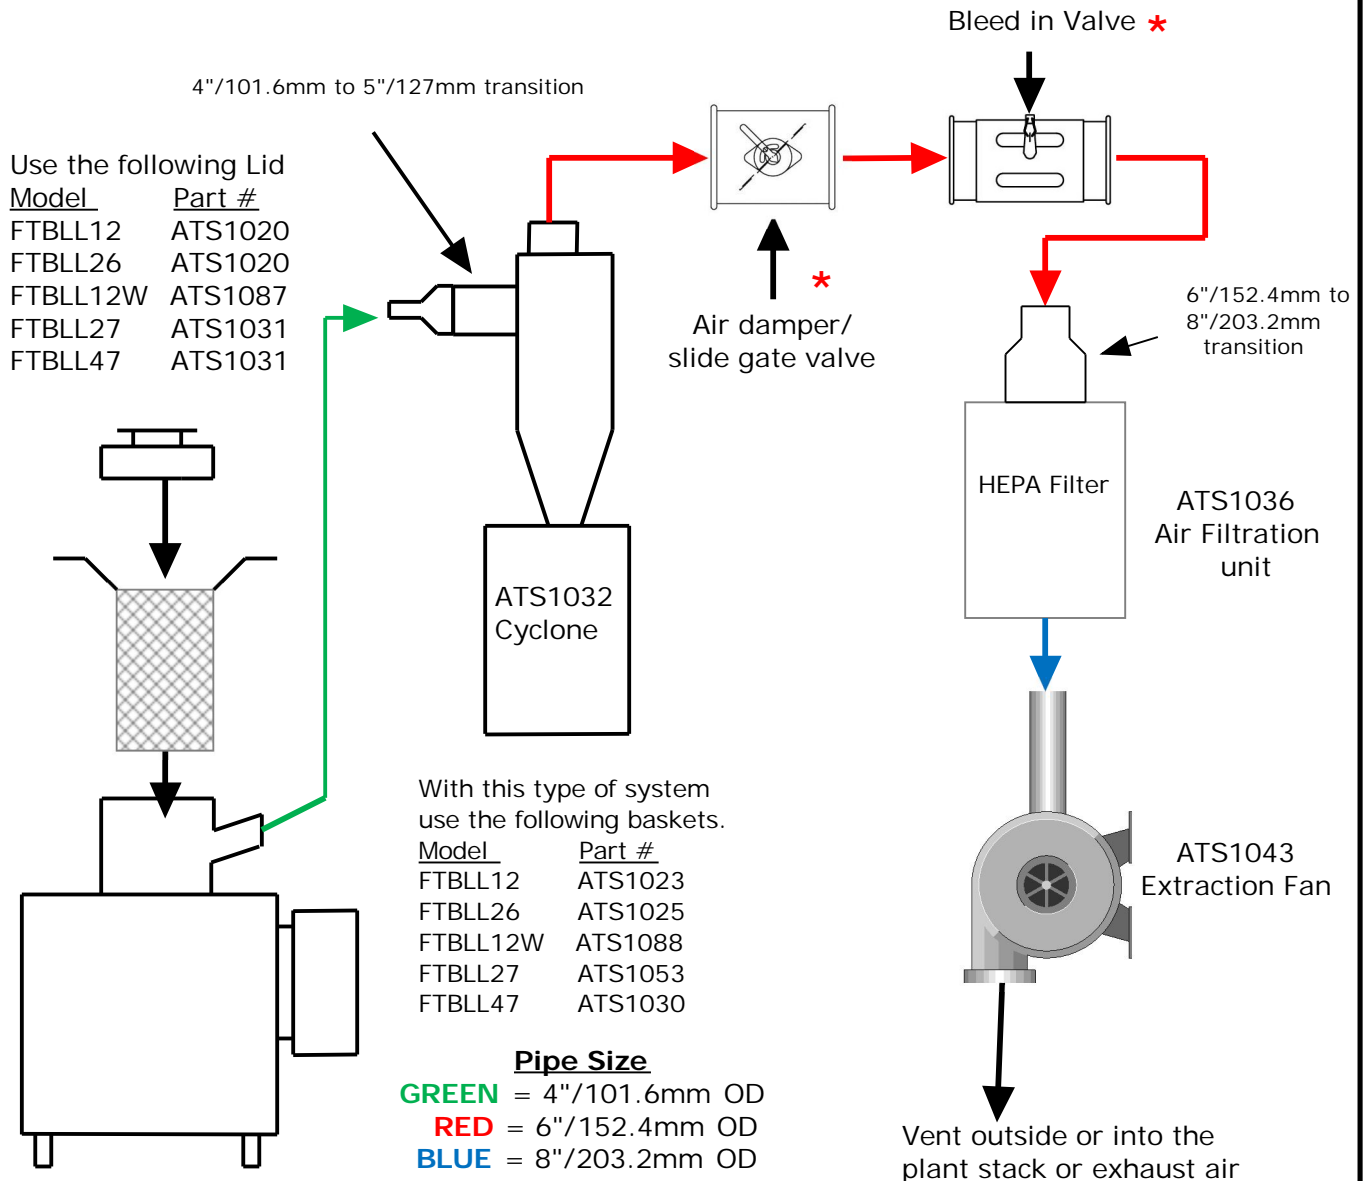 Bleed in Valve *
4"/101.6mm to 5"/127mm transition
Use the following Lid
Model Part #
FTBLL12 ATS1020
FTBLL26 ATS1020
FTBLL12W ATS1087
FTBLL27 ATS1031
FTBLL47 ATS1031
*
Air damper/
slide gate valve
6"/152.4mm to
8"/203.2mm
transition
HEPA Filter
ATS1036
Air Filtration
unit
ATS1032
Cyclone
With this type of system
use the following baskets.
Model Part #
FTBLL12 ATS1023
FTBLL26 ATS1025
FTBLL12W ATS1088
FTBLL27 ATS1053
FTBLL47 ATS1030
ATS1043
Extraction Fan
Pipe Size
GREEN = 4"/101.6mm OD
RED = 6"/152.4mm OD
BLUE = 8"/203.2mm OD
Vent outside or into the
plant stack or exhaust air